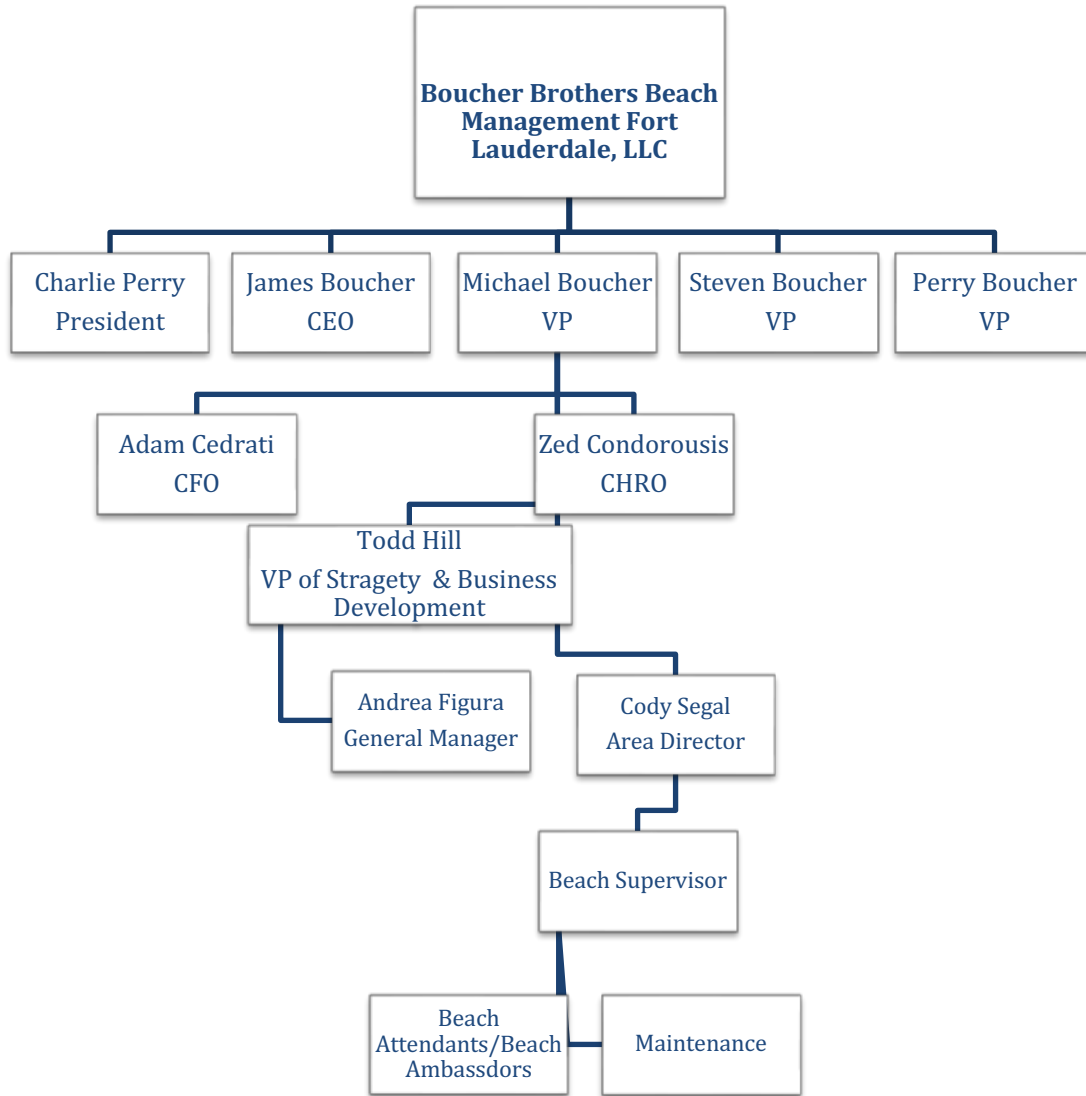 Boucher Brothers Beach
Management Fort
Lauderdale, LLC
Charlie Perry
President
James Boucher
CEO
Michael Boucher
VP
Steven Boucher
VP
Perry Boucher
VP
Adam Cedrati
CFO
Zed Condorousis
CHRO
Todd Hill
VP of Stragety & Business
Development
Andrea Figura
General Manager
Cody Segal
Area Director
Beach Supervisor
Beach
Attendants/Beach
Ambassdors
Maintenance